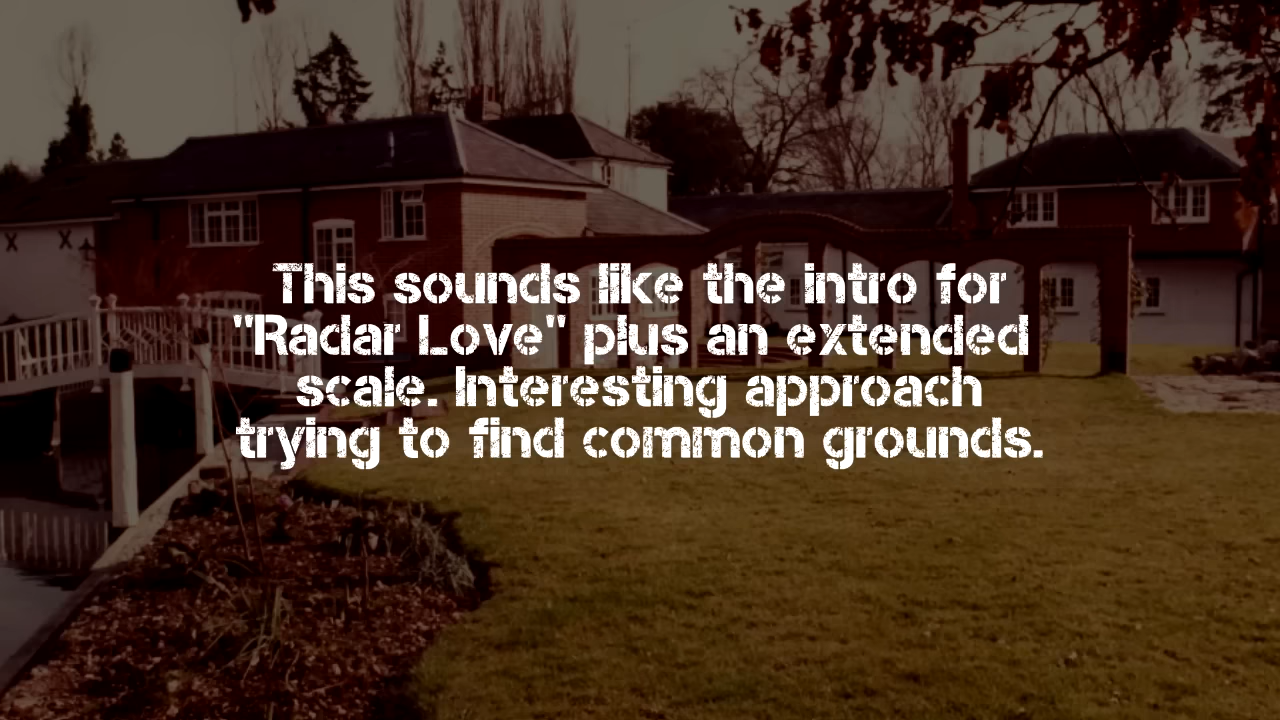 This sounds like the intro for
"Radar Love" plus an extended
scale. Interesting approach
trying to find common grounds.